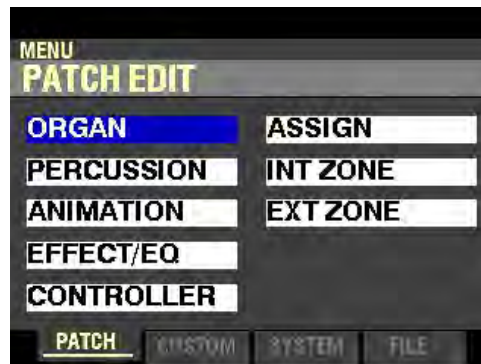 MENU
PATCH EDIT
ORGAN
ASSIGN
PERCUSSION
INT ZONE
ANIMATION
EXT ZONE
EFFECT/EQ
CONTROLLER
PATCH CUSTOM SYSTEM FILE